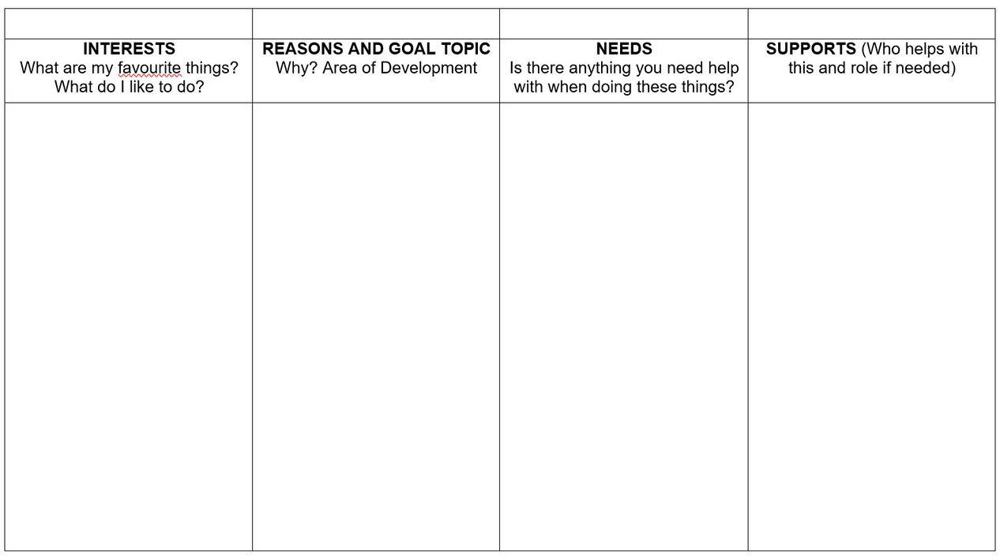 INTERESTS
What are my favourite things?
What do I like to do?
REASONS AND GOAL TOPIC
Why? Area of Development
NEEDS
Is there anything you need help
with when doing these things?
SUPPORTS (Who helps with
this and role if needed)